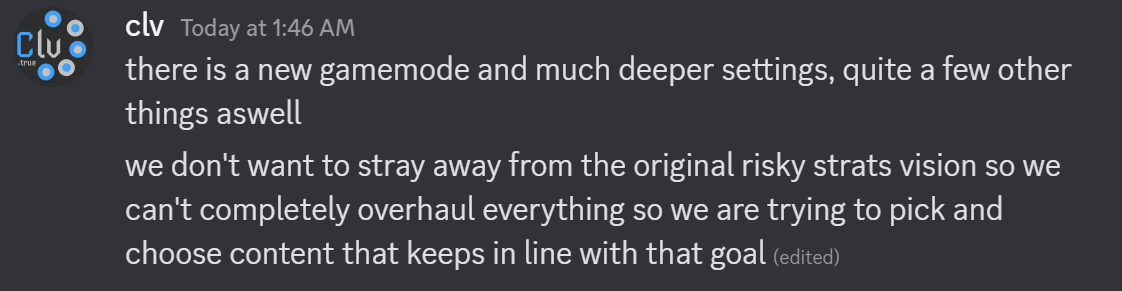 clv Today at 1:46 AM
Clv
.true
there is a new gamemode and much deeper settings, quite a few other
things aswell
we don't want to stray away from the original risky strats vision so we
can't completely overhaul everything so we are trying to pick and
choose content that keeps in line with that goal (edited)